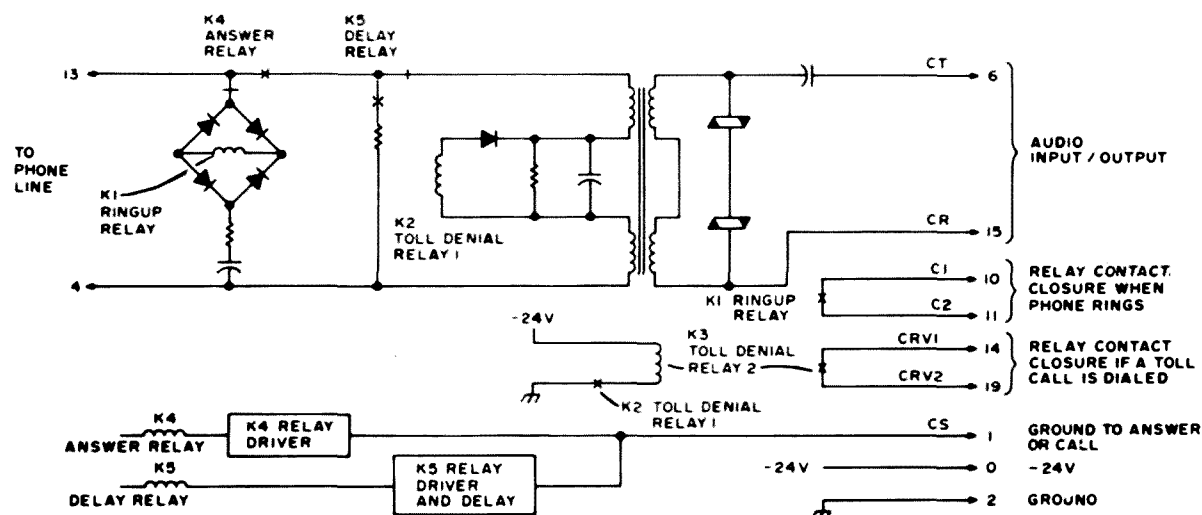 K4
ANSWER
RELAY
K5
DELAY
RELAY
13
CT
6
TO
PHONE
LINE
K1
RINGUP
RELAY
K2
TOLL DENIAL
RELAY 1
AUDIO
INPUT / OUTPUT
CR
15
4
K1 RINGUP
RELAY
C1
10
C2
11
RELAY CONTACT
CLOSURE WHEN
PHONE RINGS
-24V
K3
TOLL DENIAL
RELAY 2
CRV1
14
CRV2
19
RELAY CONTACT
CLOSURE IF A TOLL
CALL IS DIALED
K2 TOLL DENIAL
RELAY 1
K4
ANSWER RELAY
K4 RELAY
DRIVER
CS
1
GROUND TO ANSWER
OR CALL
K5
DELAY RELAY
K5 RELAY
DRIVER
AND DELAY
-24V
0
-24V
2
GROUND